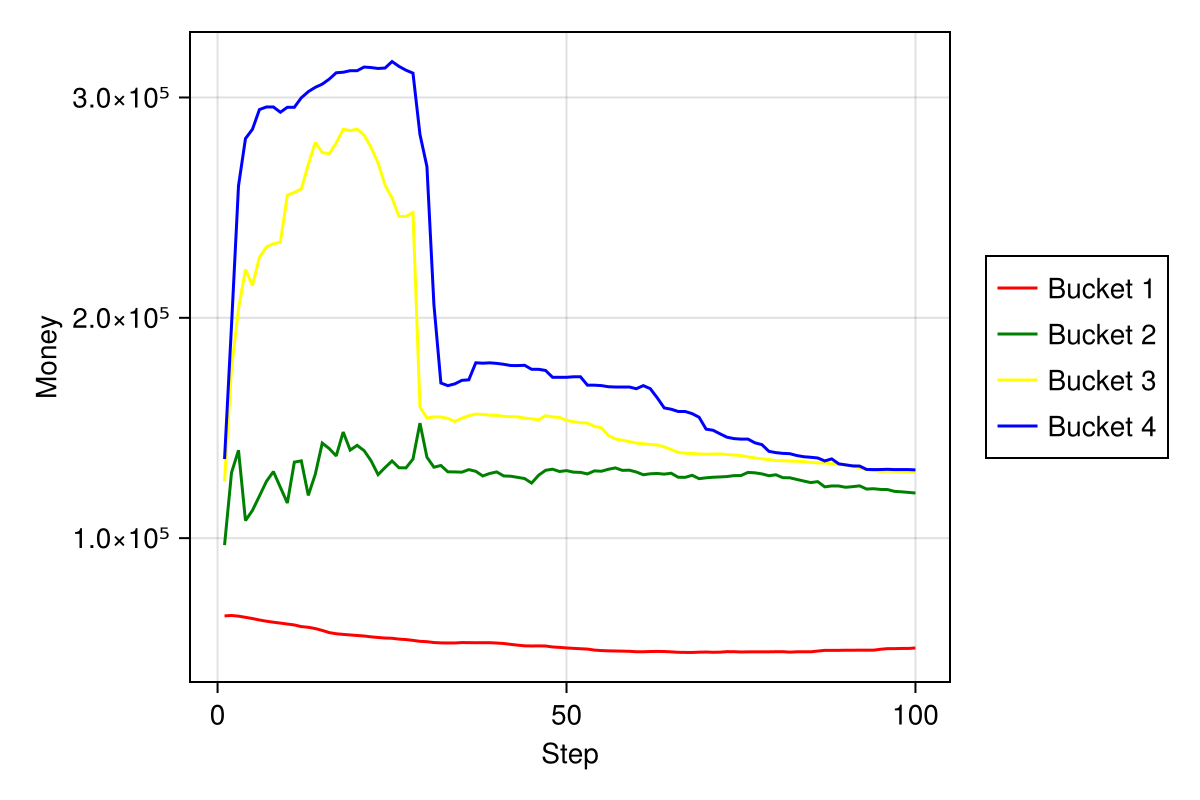 3.0×10⁵
2.0×10⁵
1.0×10⁵
Money
0 50 100
Step
Bucket 1
Bucket 2
Bucket 3
Bucket 4